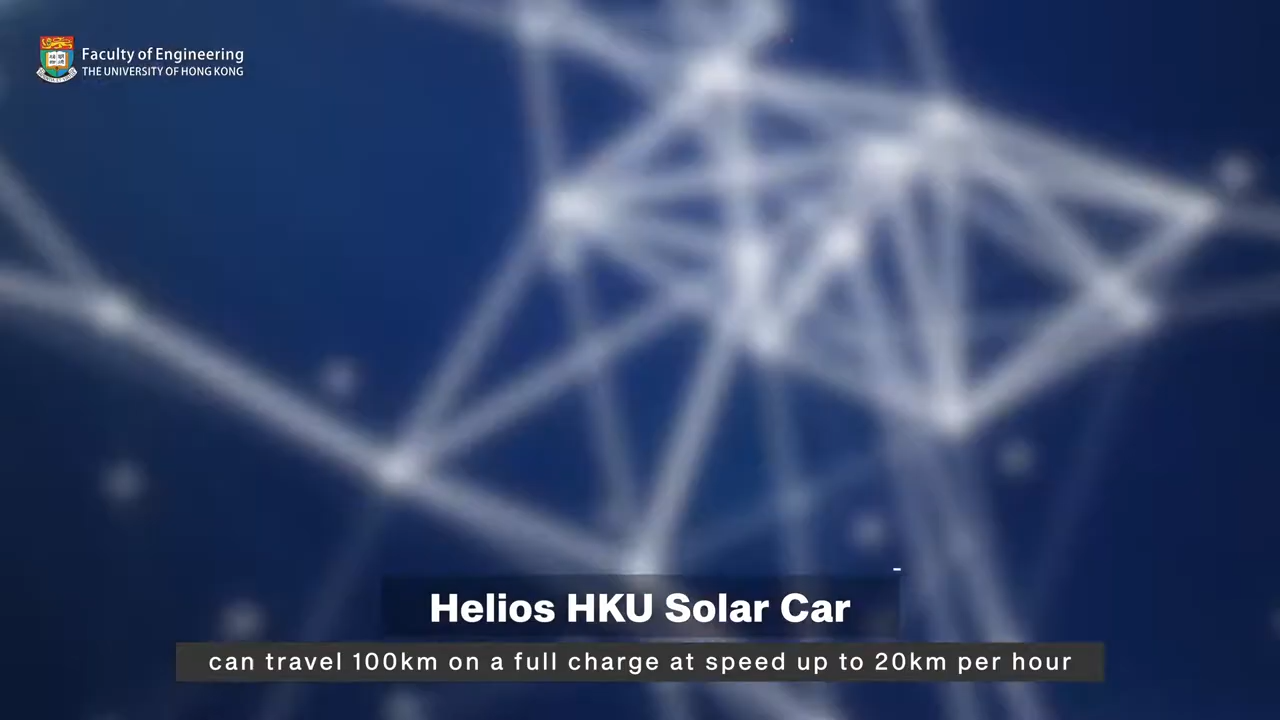 Faculty of Engineering
THE UNIVERSITY OF HONG KONG
Helios HKU Solar Car
can travel 100km on a full charge at speed up to 20km per hour